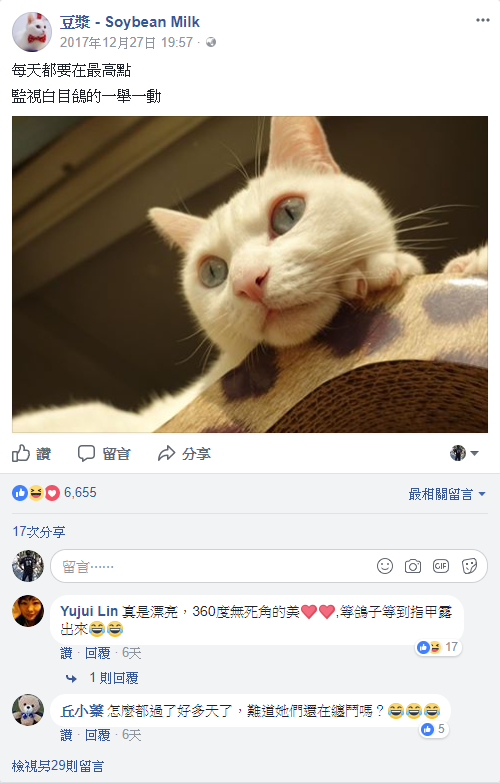 豆漿 - Soybean Milk
2017年12月27日 19:57 ·
每天都要在最高點
監視白目鴿的一舉一動
讚 留言 分享
6,655 最相關留言
17次分享
留言…… GIF
Yujui Lin 真是漂亮，360度無死角的美❤❤,等鴿子等到指甲露
出來😂😂
讚 · 回覆 · 6天 17
1 則回覆
丘小葉 怎麼都過了好多天了，難道她們還在纏鬥嗎？😂😂😂
讚 · 回覆 · 6天 5
檢視另29則留言